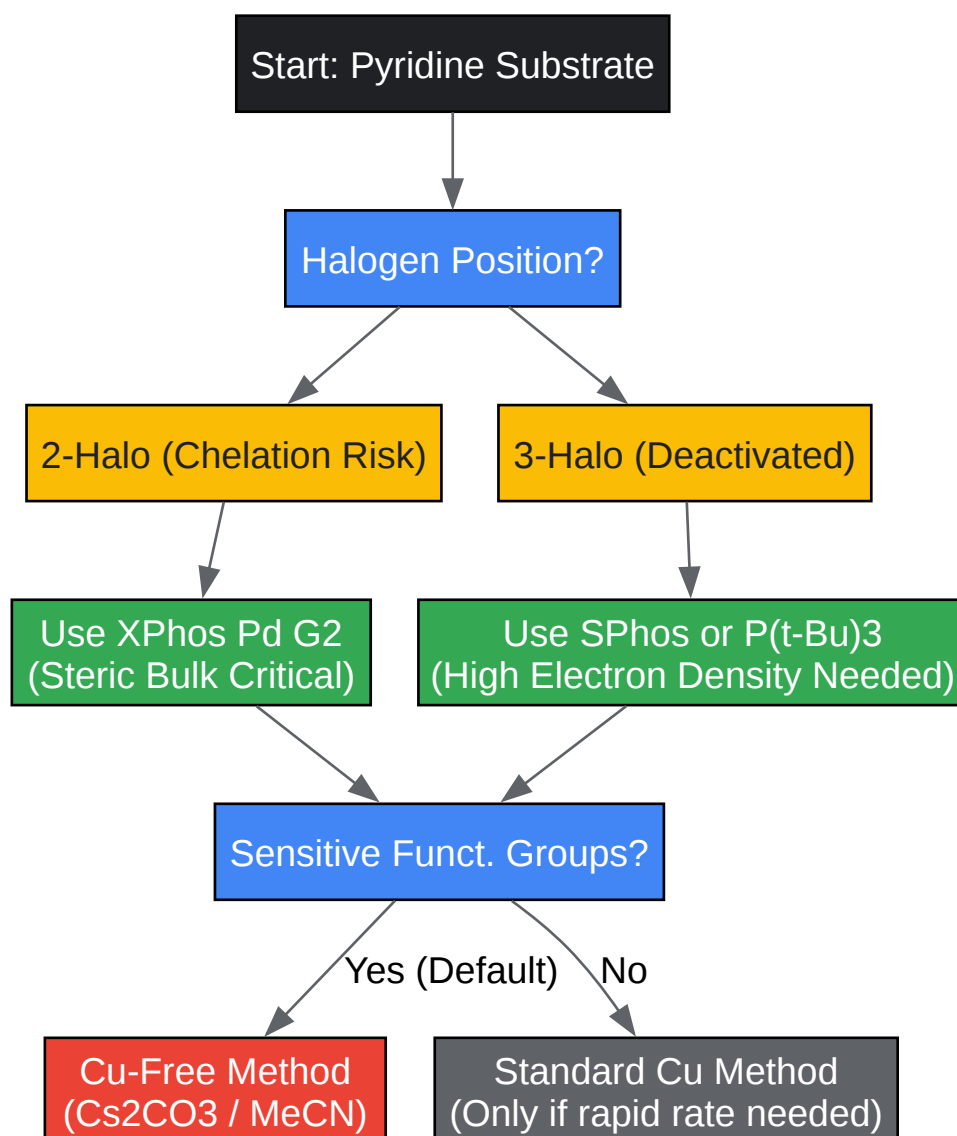 Start: Pyridine Substrate
Halogen Position?
2-Halo (Chelation Risk)
3-Halo (Deactivated)
Use XPhos Pd G2
(Steric Bulk Critical)
Use SPhos or P(t-Bu)3
(High Electron Density Needed)
Sensitive Funct. Groups?
Yes (Default)
No
Cu-Free Method
(Cs2CO3 / MeCN)
Standard Cu Method
(Only if rapid rate needed)